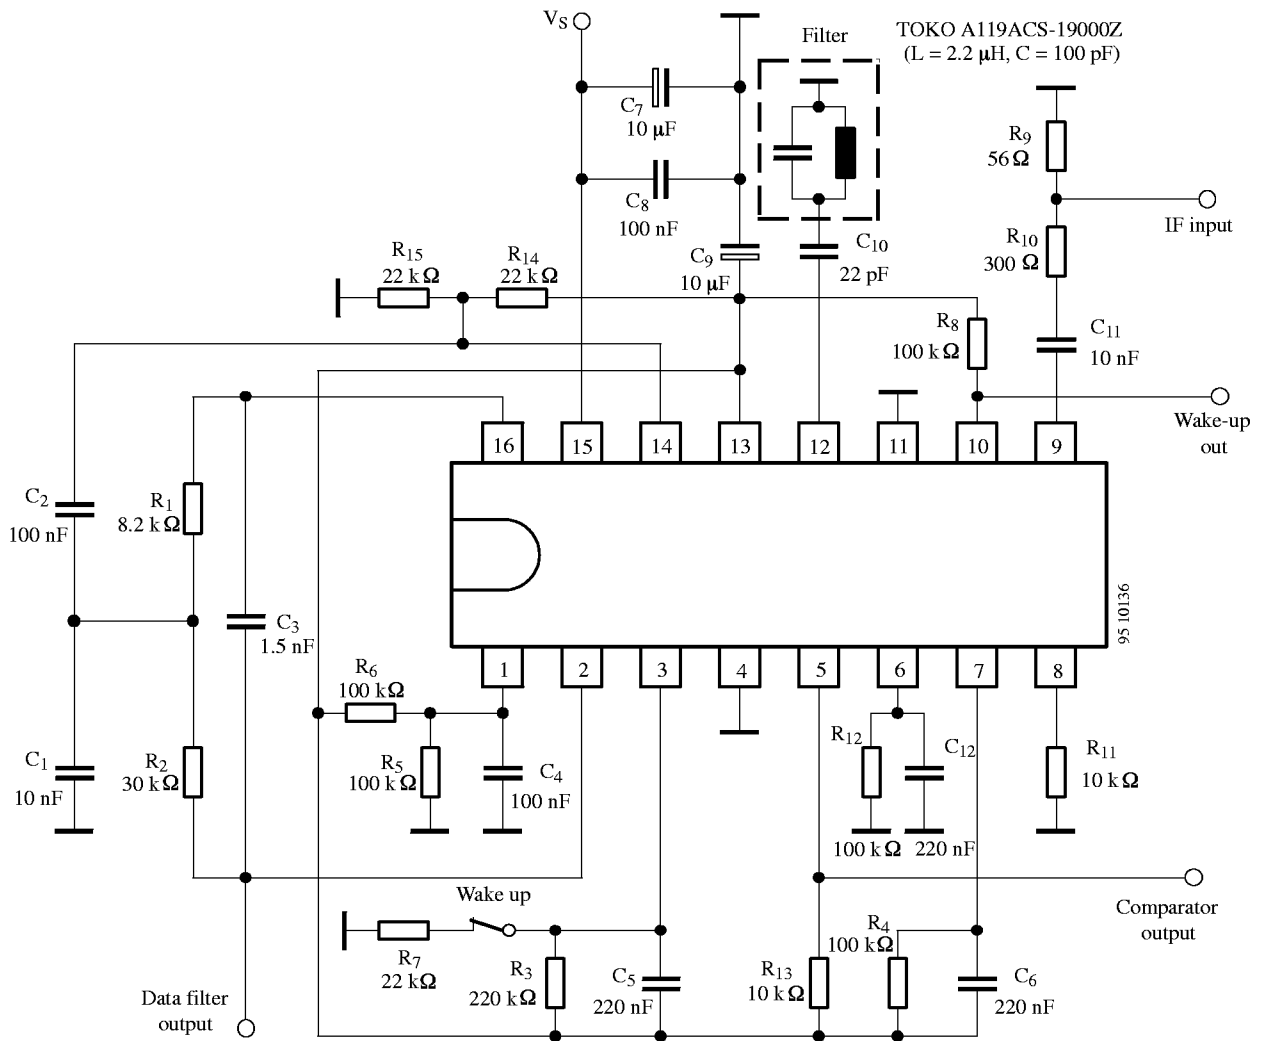 V_S
Filter
TOKO A119ACS-19000Z
(L = 2.2 μH, C = 100 pF)
C7
10 μF
C8
100 nF
C9
10 μF
C10
22 pF
R9
56 Ω
IF input
R10
300 Ω
C11
10 nF
R15
22 kΩ
R14
22 kΩ
R8
100 kΩ
Wake-up
out
16
15
14
13
12
11
10
9
C2
100 nF
R1
8.2 kΩ
C3
1.5 nF
95 10136
1
2
3
4
5
6
7
8
R6
100 kΩ
C1
10 nF
R2
30 kΩ
R5
100 kΩ
C4
100 nF
R12
100 kΩ
C12
220 nF
R11
10 kΩ
Wake up
Comparator
output
R7
22 kΩ
R3
220 kΩ
C5
220 nF
R13
10 kΩ
R4
100 kΩ
C6
220 nF
Data filter
output